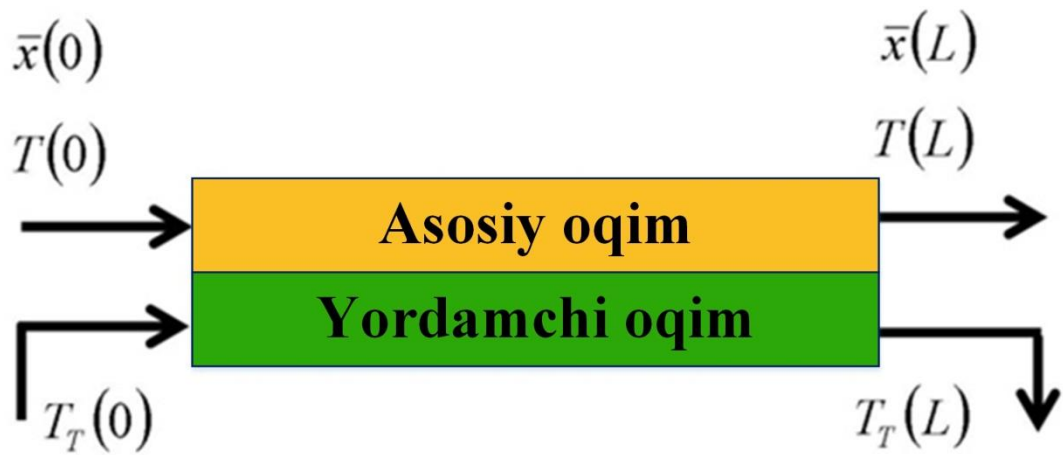 x̄(0)
x̄(L)
T(0)
T(L)
Asosiy oqim
Yordamchi oqim
T_T(0)
T_T(L)